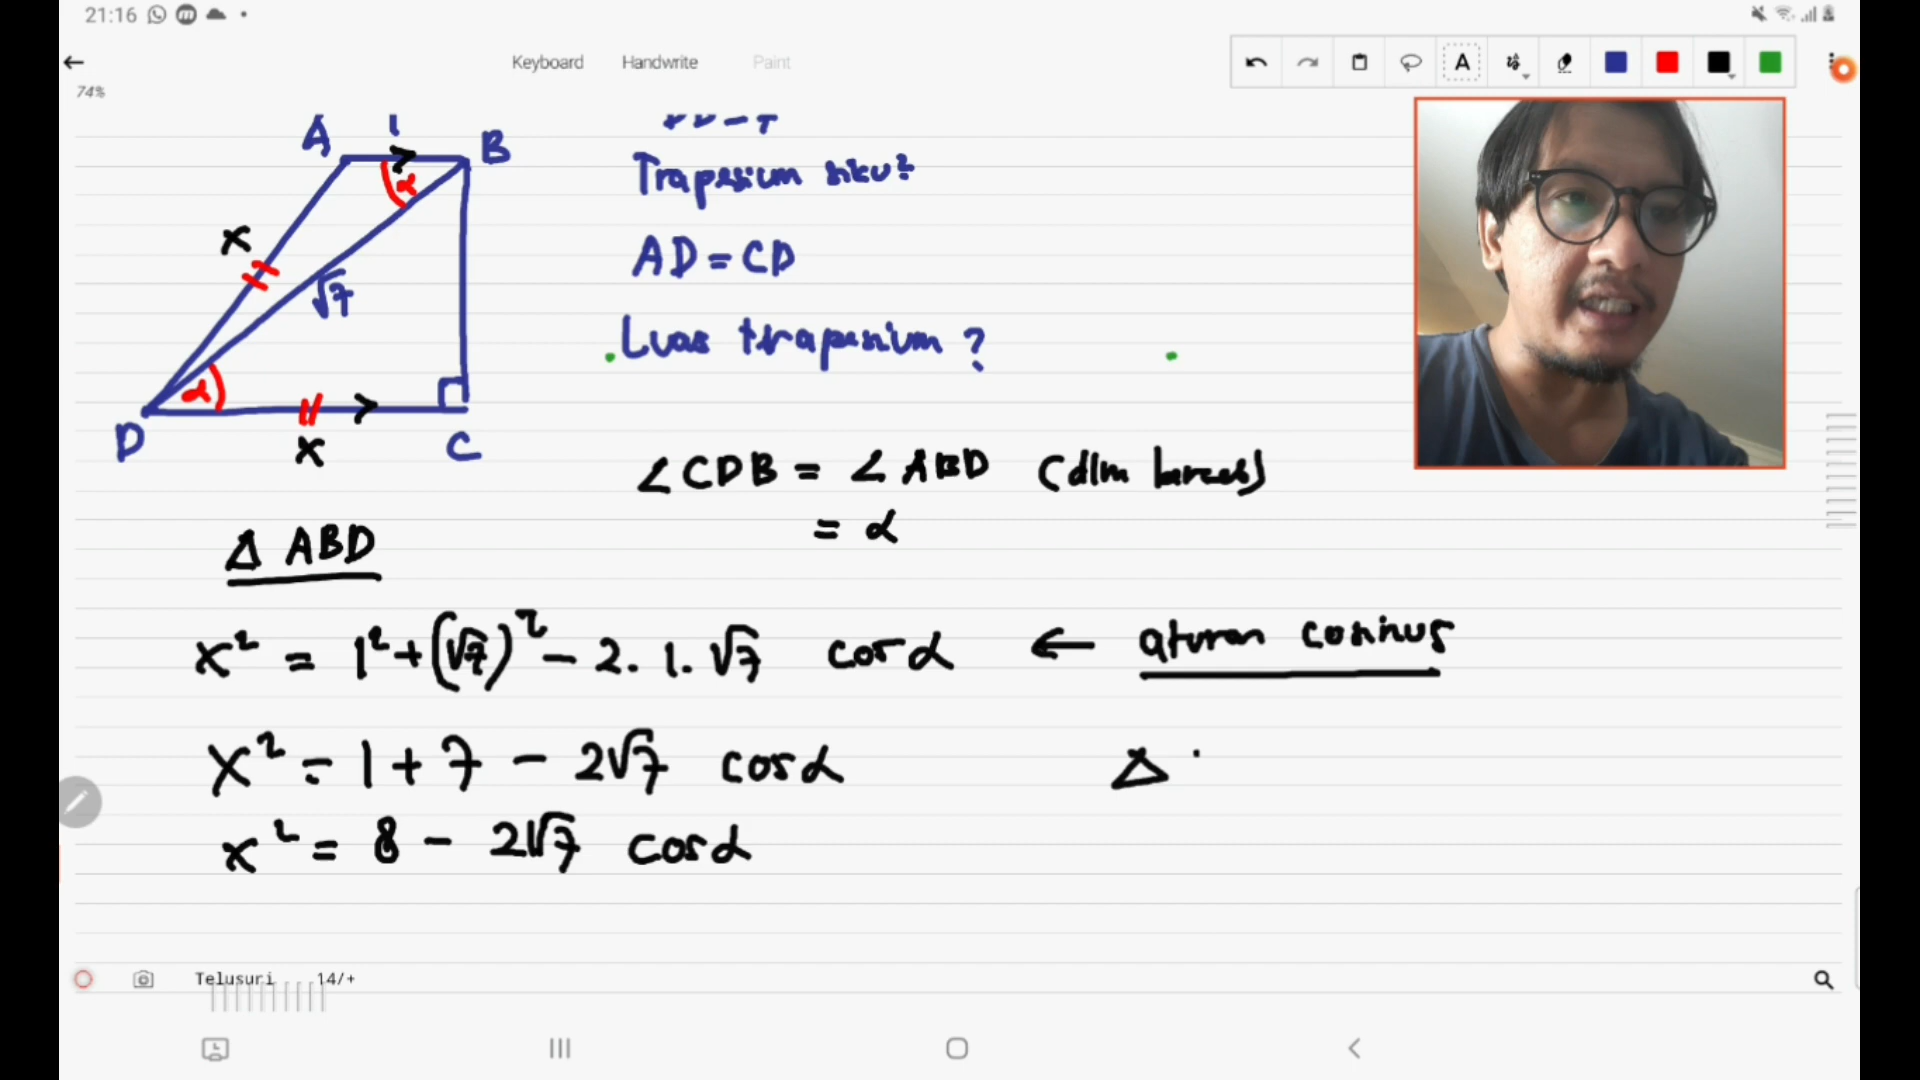 21:16
Keyboard Handwrite Paint
74%
A
74%
A 1 B
α
x
√7
α
D x C
Trapesium siku²
AD = CD
Luas trapesium ?
∠CDB = ∠ABD (dlm berseb)
= α
Δ ABD
x² = 1² + (√7)² - 2. 1. √7 cos α ← aturan cosinus
x² = 1 + 7 - 2√7 cos α Δ
x² = 8 - 2√7 cos α
Telusuri 14/+